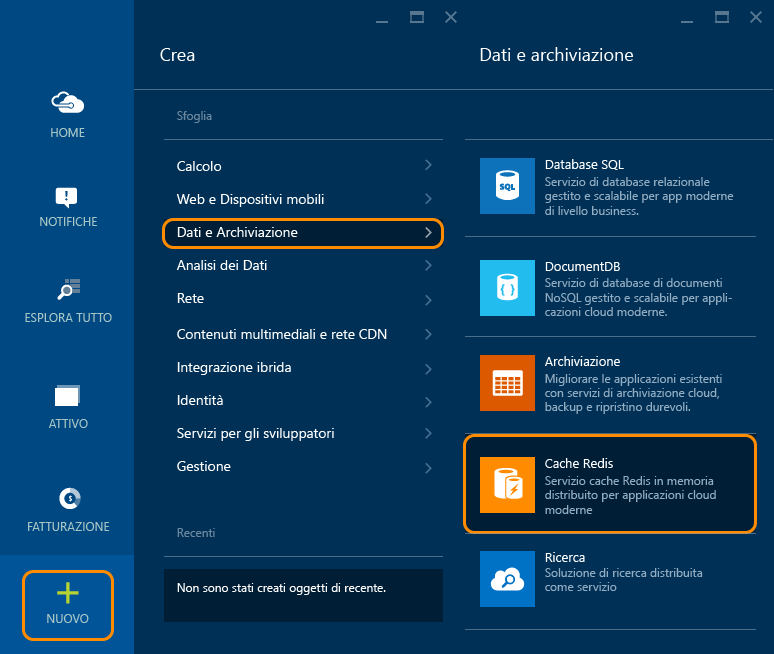 HOME
NOTIFICHE
ESPLORA TUTTO
ATTIVO
FATTURAZIONE
NUOVO
Crea
Sfoglia
Calcolo
Web e Dispositivi mobili
Dati e Archiviazione
Analisi dei Dati
Rete
Contenuti multimediali e rete CDN
Integrazione ibrida
Identità
Servizi per gli sviluppatori
Gestione
Recenti
Non sono stati creati oggetti di recente.
Dati e archiviazione
SQL
Database SQL
Servizio di database relazionale
gestito e scalabile per app moderne
di livello business.
{ }
DocumentDB
Servizio di database di documenti
NoSQL gestito e scalabile per appli-
cazioni cloud moderne.
Archiviazione
Migliorare le applicazioni esistenti
con servizi di archiviazione cloud,
backup e ripristino durevoli.
Cache Redis
Servizio cache Redis in memoria
distribuito per applicazioni cloud
moderne
Ricerca
Soluzione di ricerca distribuita
come servizio